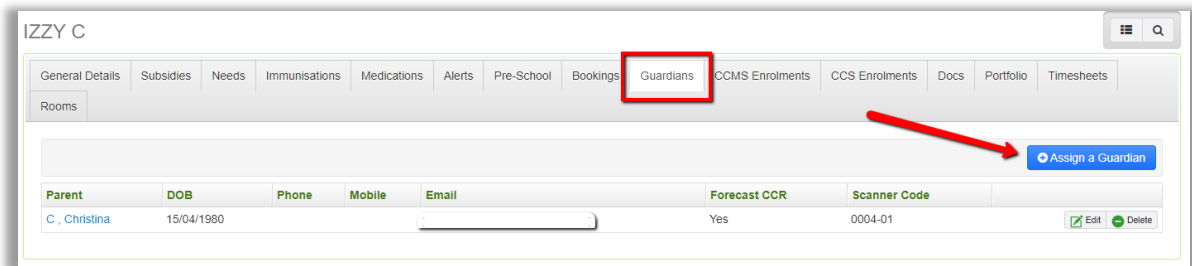 IZZY C
General Details Subsidies Needs Immunisations Medications Alerts Pre-School Bookings Guardians CCMS Enrolments CCS Enrolments Docs Portfolio Timesheets
Rooms
Assign a Guardian
Parent DOB Phone Mobile Email Forecast CCR Scanner Code
C , Christina 15/04/1980 Yes 0004-01 Edit Delete